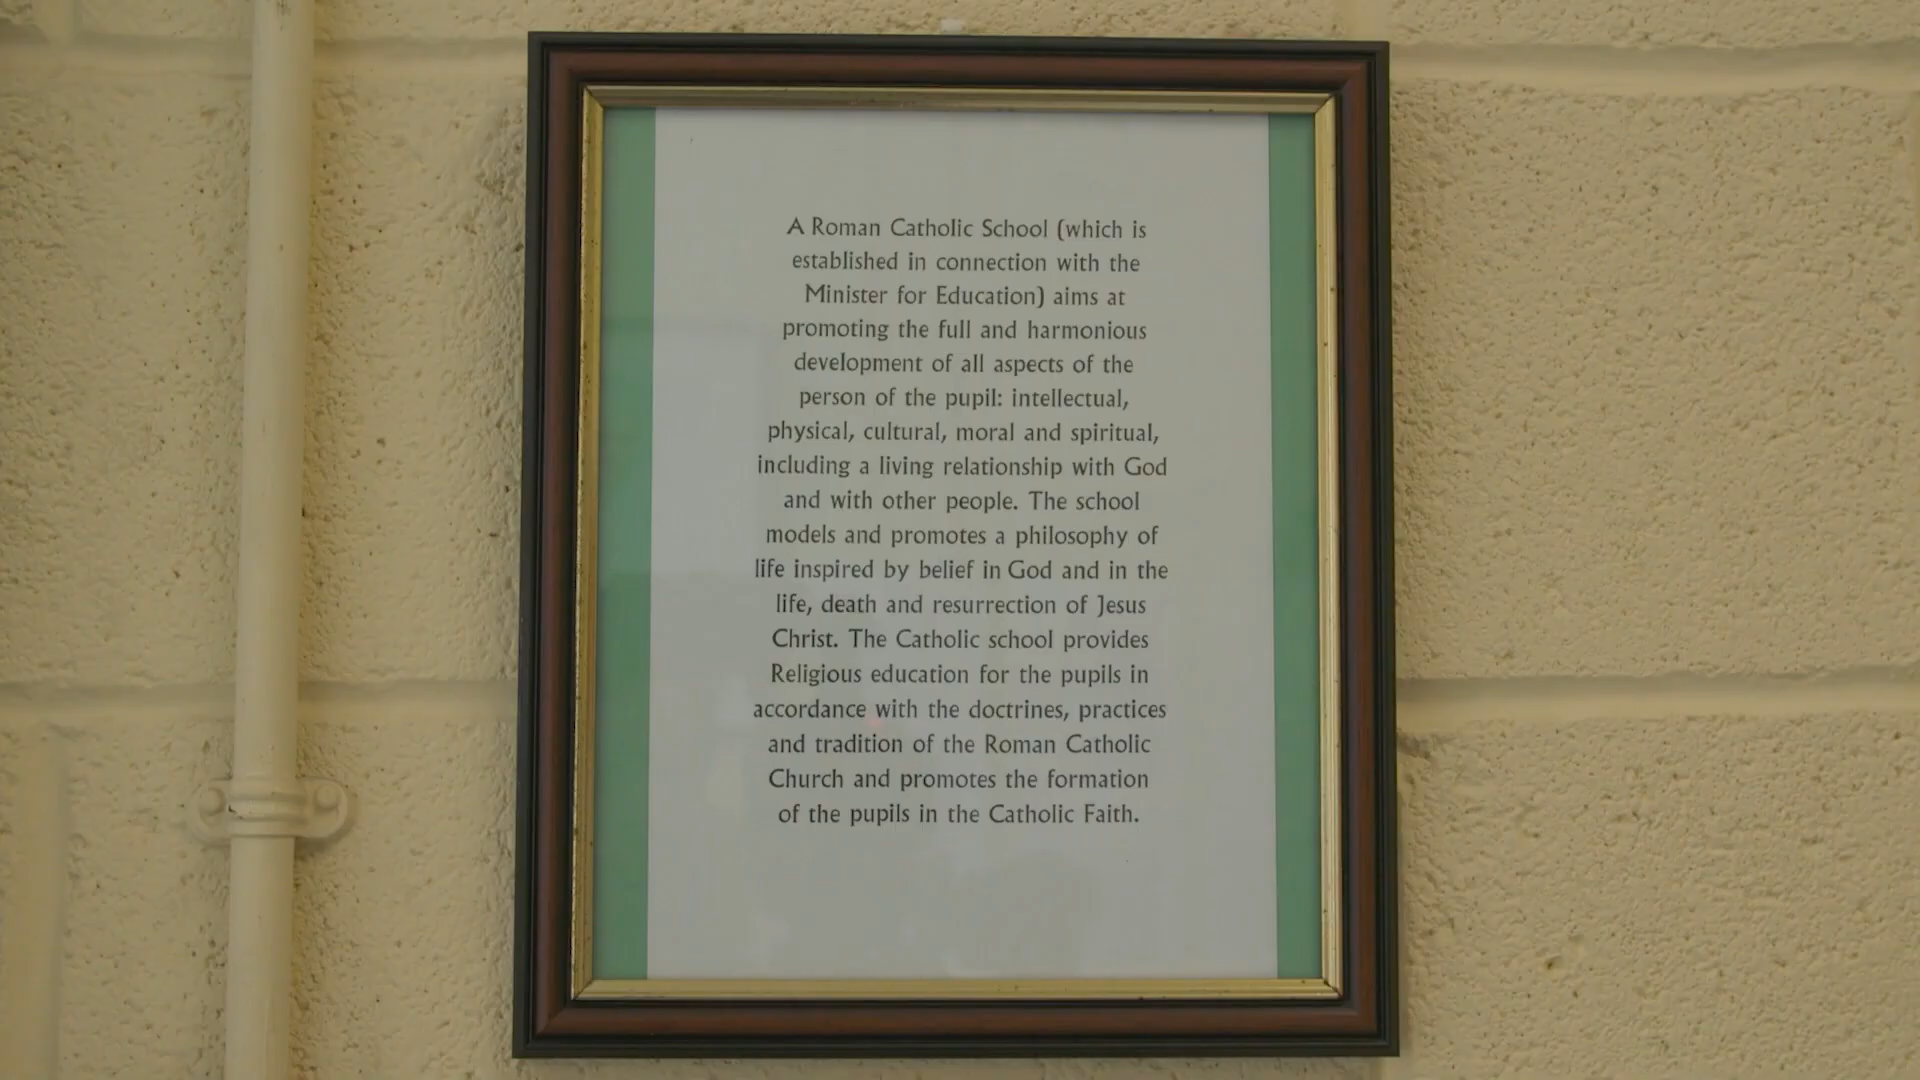 A Roman Catholic School (which is
established in connection with the
Minister for Education) aims at
promoting the full and harmonious
development of all aspects of the
person of the pupil: intellectual,
physical, cultural, moral and spiritual,
including a living relationship with God
and with other people. The school
models and promotes a philosophy of
life inspired by belief in God and in the
life, death and resurrection of Jesus
Christ. The Catholic school provides
Religious education for the pupils in
accordance with the doctrines, practices
and tradition of the Roman Catholic
Church and promotes the formation
of the pupils in the Catholic Faith.